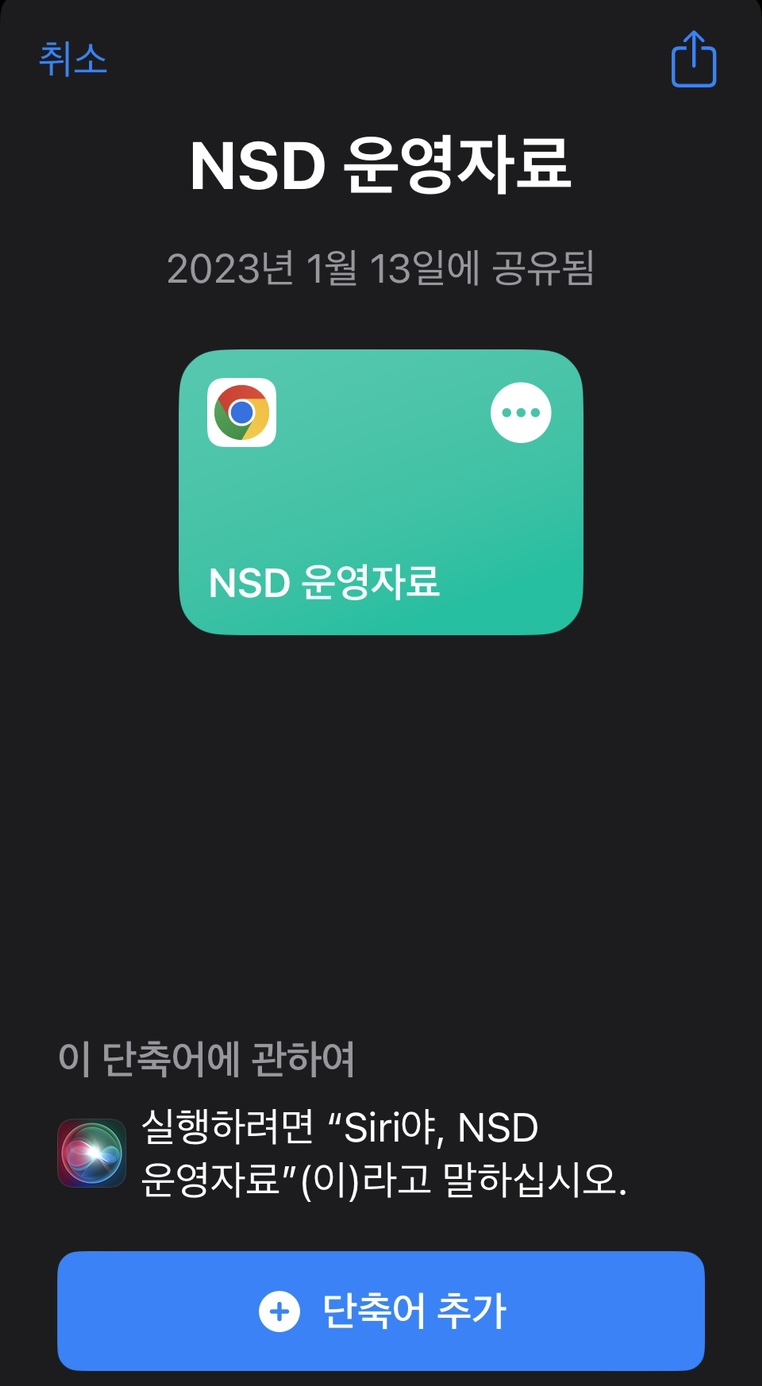 취소
NSD 운영자료
2023년 1월 13일에 공유됨
NSD 운영자료
이 단축어에 관하여
실행하려면 “Siri야, NSD
운영자료”(이)라고 말하십시오.
단축어 추가